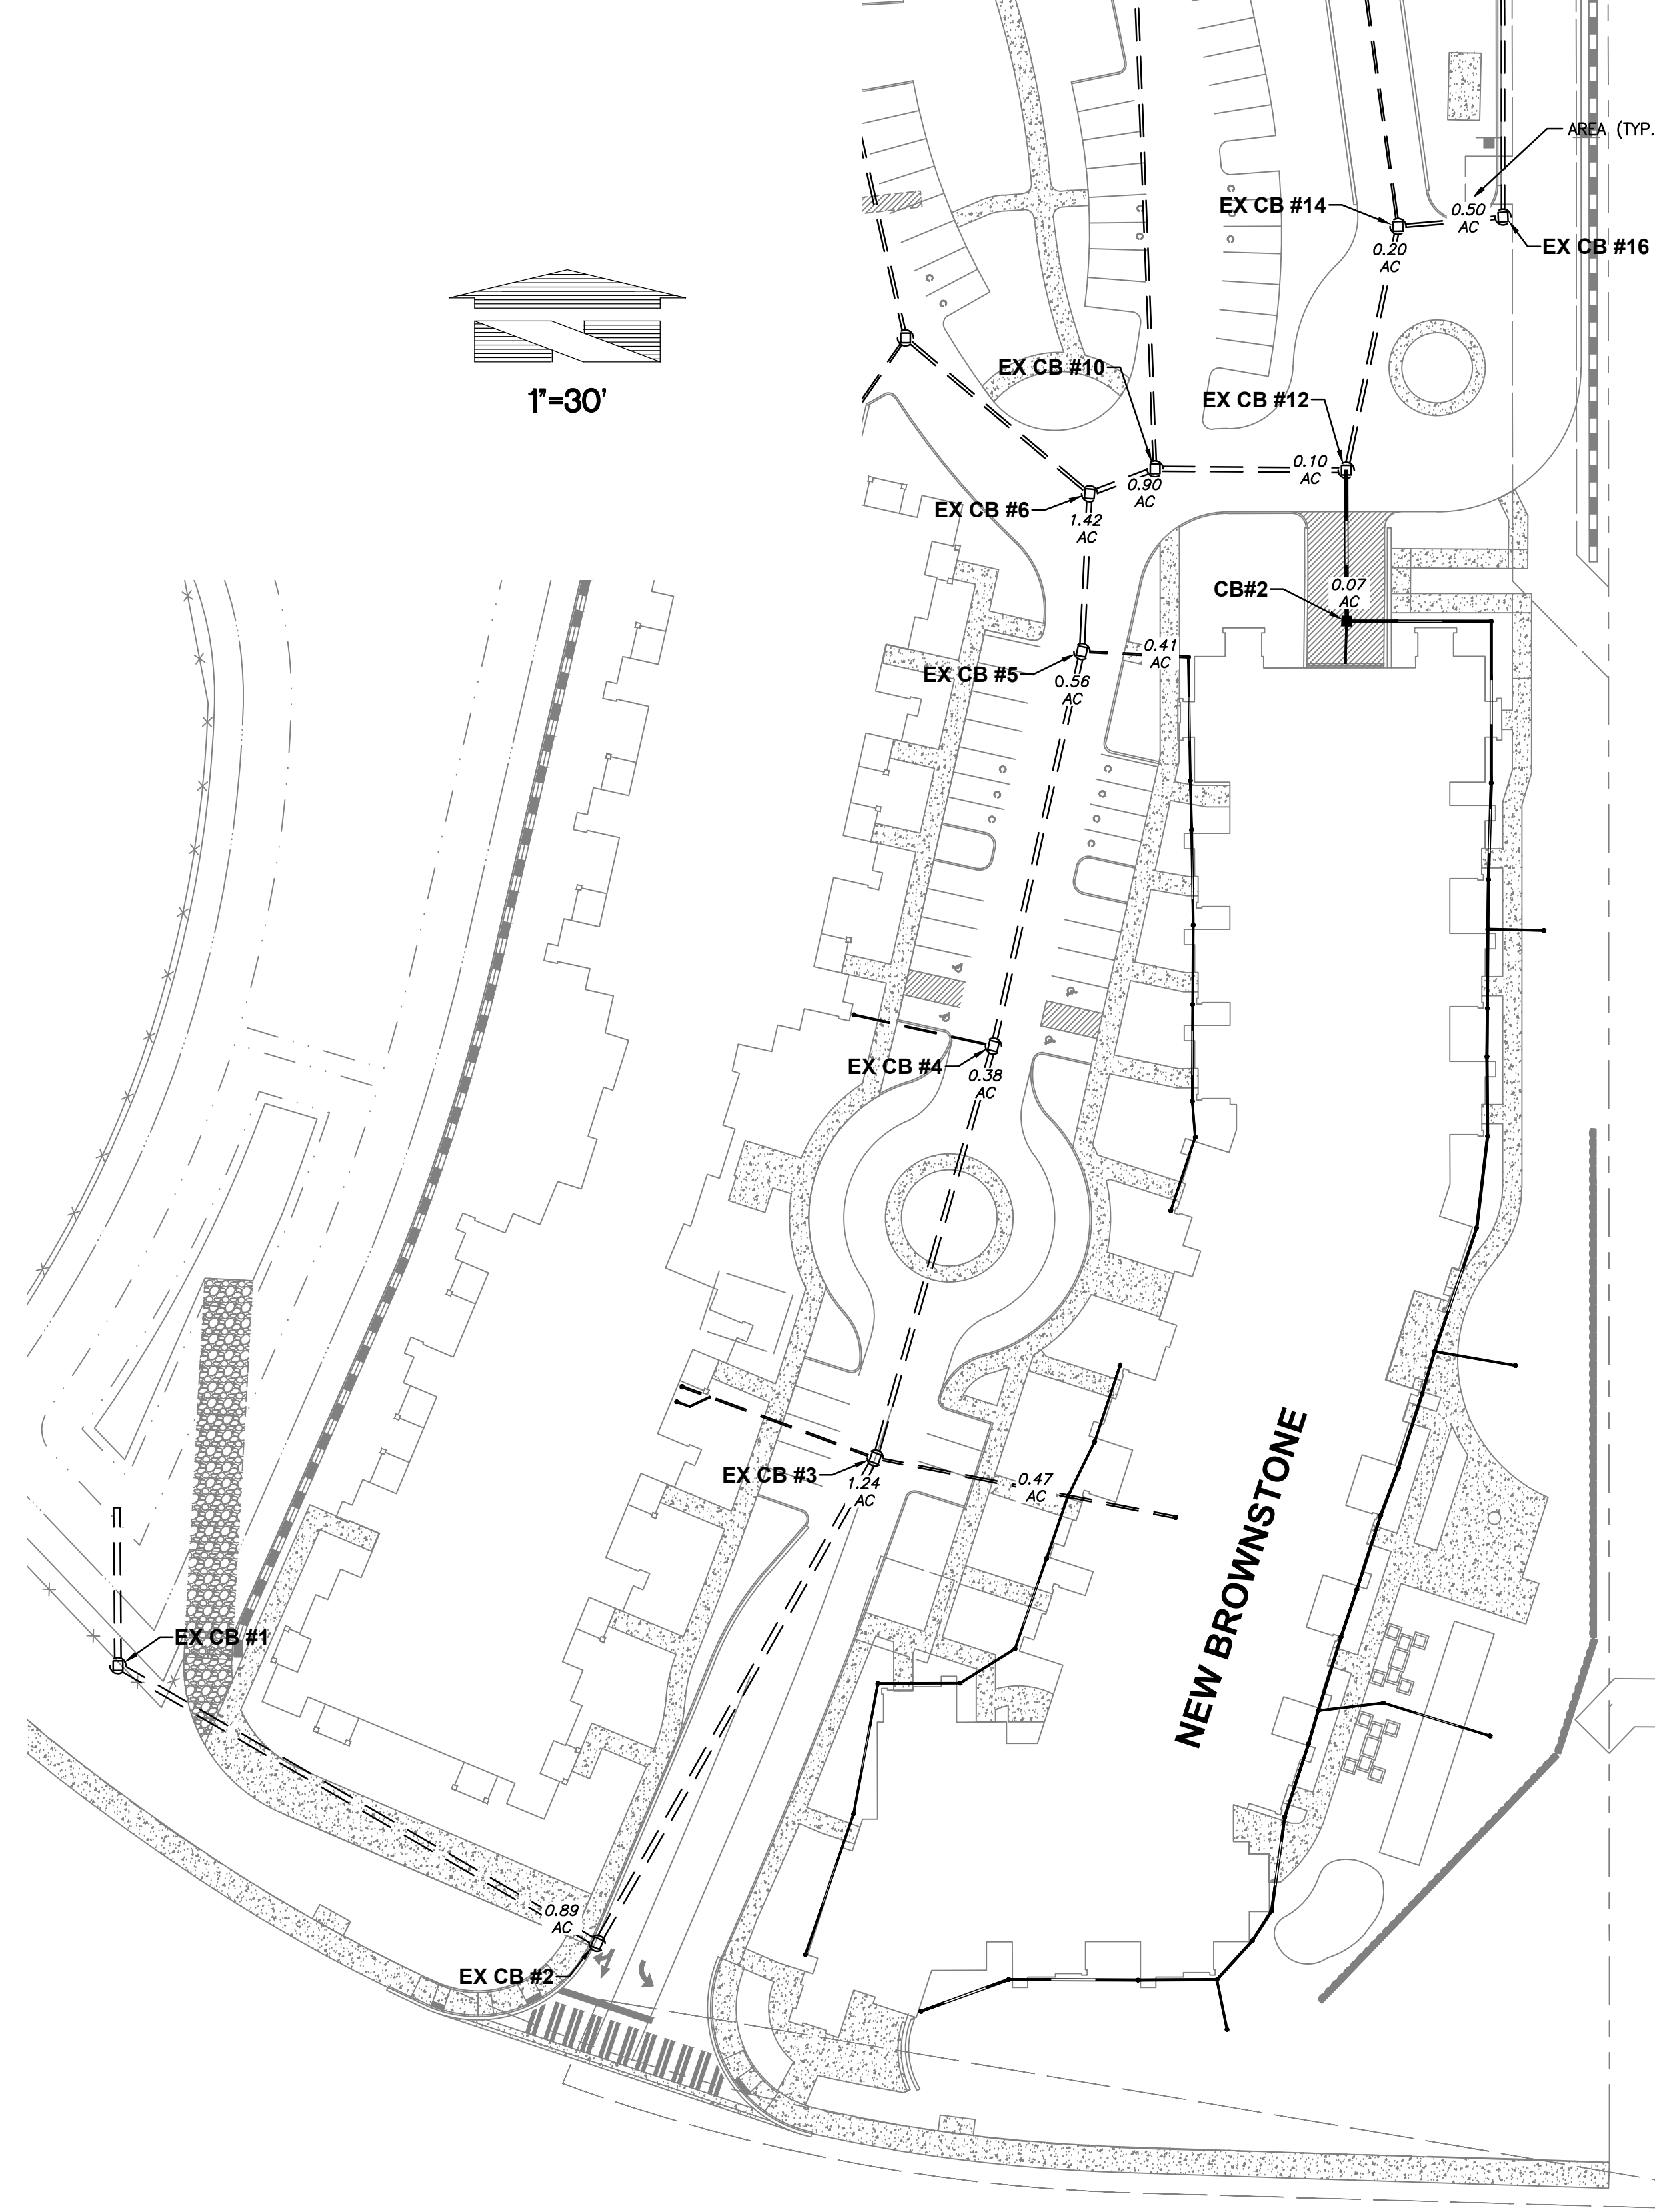 AREA (TYP.
EX CB #14
0.50
AC
EX CB #16
0.20
AC
EX CB #10
1"=30'
EX CB #12
0.10
AC
0.90
AC
EX CB #6
1.42
AC
CB#2
0.07
AC
0.41
AC
EX CB #5
0.56
AC
EX CB #4
0.38
AC
EX CB #3
1.24
AC
0.47
AC
NEW BROWNSTONE
EX CB #1
0.89
AC
EX CB #2